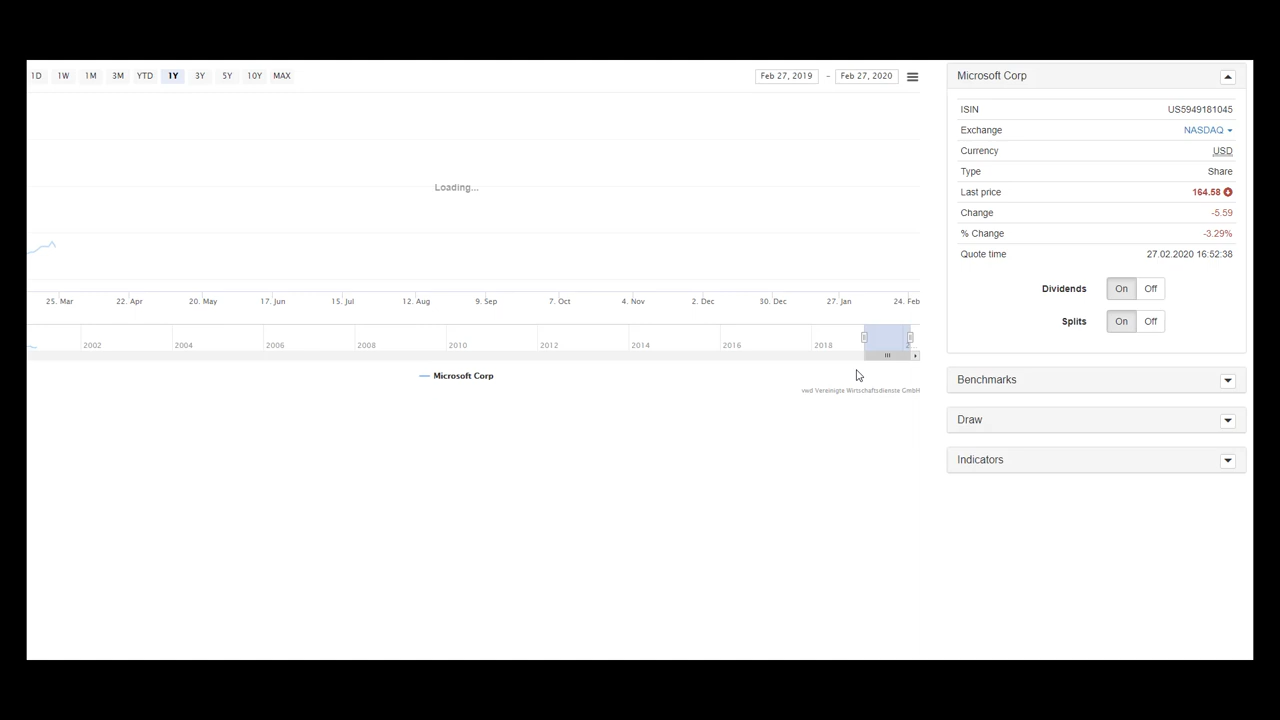 1D 1W 1M 3M YTD 1Y 3Y 5Y 10Y MAX Feb 27, 2019 - Feb 27, 2020
Loading...
25. Mar 22. Apr 20. May 17. Jun 15. Jul 12. Aug 9. Sep 7. Oct 4. Nov 2. Dec 30. Dec 27. Jan 24. Feb
2002 2004 2006 2008 2010 2012 2014 2016 2018
Microsoft Corp
vwd Vereinigte Wirtschaftsdienste GmbH
Microsoft Corp
ISIN US5949181045
Exchange NASDAQ
Currency USD
Type Share
Last price 164.58
Change -5.59
% Change -3.29%
Quote time 27.02.2020 16:52:38
Dividends On Off
Splits On Off
Benchmarks
Draw
Indicators